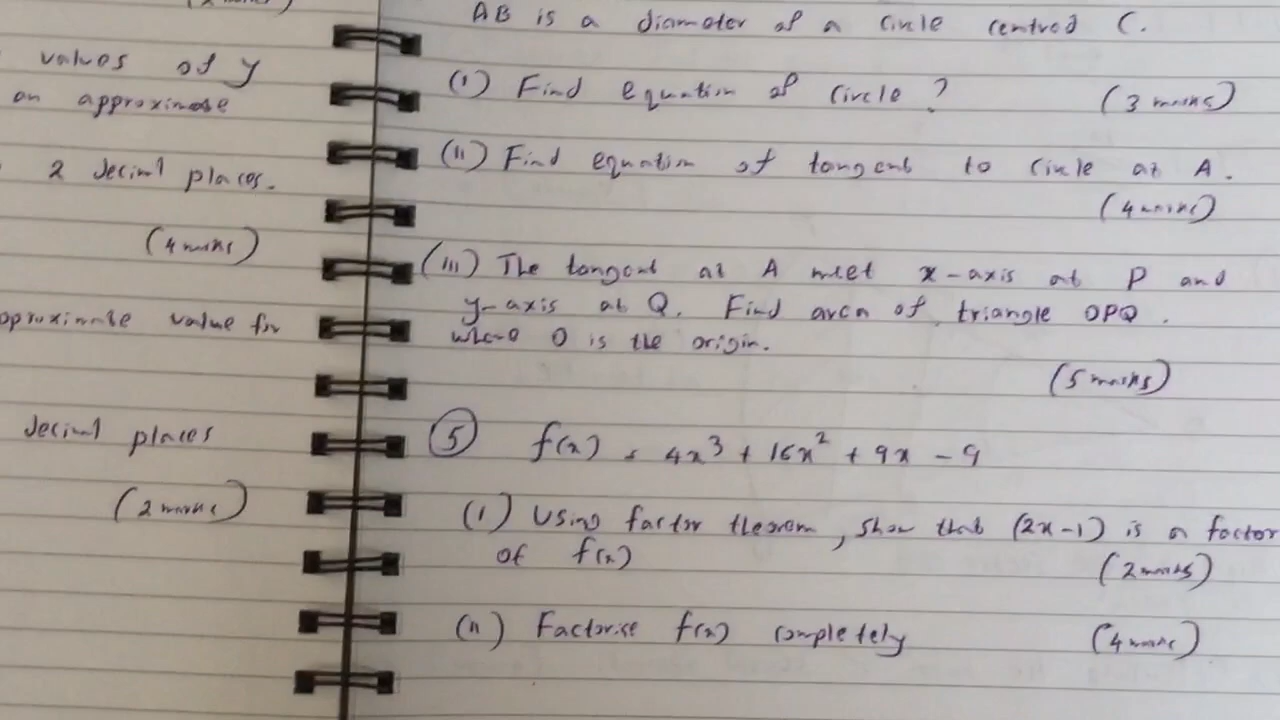 values of y
an approximate
2 decimal places.
(4 marks)
approximate value for
decimal places
(2 marks)
AB is a diameter of a circle centred C.
(i) Find equation of circle ? (3 marks)
(ii) Find equation of tangent to circle at A.
(4 marks)
(iii) The tangent at A meet x-axis at P and
y-axis at Q. Find area of triangle OPQ.
where O is the origin.
(5 marks)
⑤ f(x) = 4x³ + 16x² + 9x - 9
(i) Using factor theorem, show that (2x-1) is a factor
of f(x) (2 marks)
(ii) Factorise f(x) completely (4 marks)